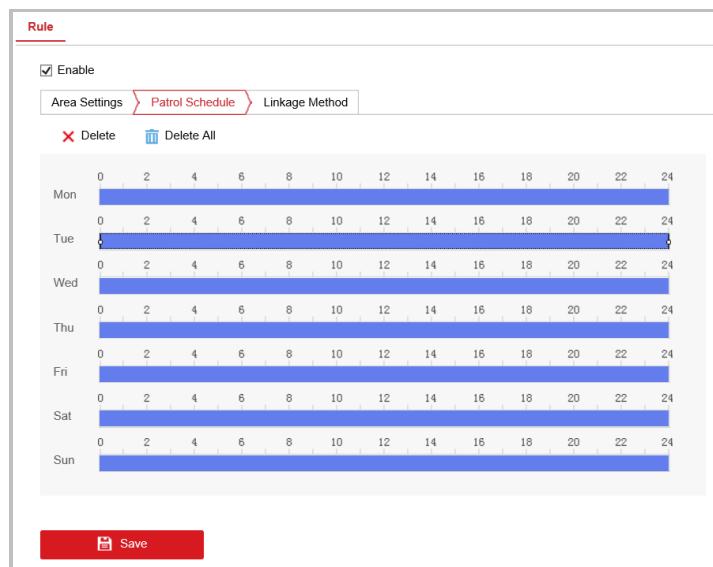 Rule
Enable
Area Settings Patrol Schedule Linkage Method
Delete Delete All
0 2 4 6 8 10 12 14 16 18 20 22 24
Mon
0 2 4 6 8 10 12 14 16 18 20 22 24
Tue
0 2 4 6 8 10 12 14 16 18 20 22 24
Wed
0 2 4 6 8 10 12 14 16 18 20 22 24
Thu
0 2 4 6 8 10 12 14 16 18 20 22 24
Fri
0 2 4 6 8 10 12 14 16 18 20 22 24
Sat
0 2 4 6 8 10 12 14 16 18 20 22 24
Sun
Save